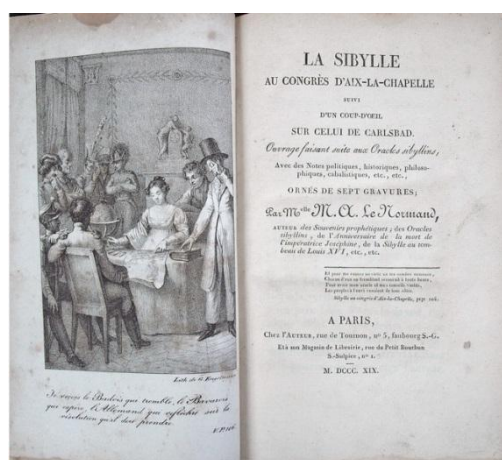 Lith. de
Je vois le Badois qui tremble, le Bavarois
que espère, l'Allemand qui réfléchit sur la
résolution qu'il doit prendre
LA SIBYLLE
AU CONGRÈS D'AIX-LA-CHAPELLE
SUIVI
D'UN COUP-D'OEIL
SUR CELUI DE CARLSBAD.
Ouvrage faisant suite aux Oracles sibyllins;
Avec des Notes politiques, historiques, philoso-
phiques, cabalistiques, etc., etc.,
ORNÉS DE SEPT GRAVURES;
Par Mlle M. A. Le Normand,
AUTEUR des Souvenirs prophétiques; des Oracles
sibyllins, de l'Anniversaire de la mort de
l'impératrice Joséphine, de la Sibylle au tom-
beau de Louis XVI, etc., etc.
A PARIS,
Chez l'AUTEUR, rue de Tournon, n° 5, faubourg S.-G.
Et à son Magasin de Librairie, rue du Petit Bourbon
S.-Sulpice, n° 1.
M. DCCC. XIX.